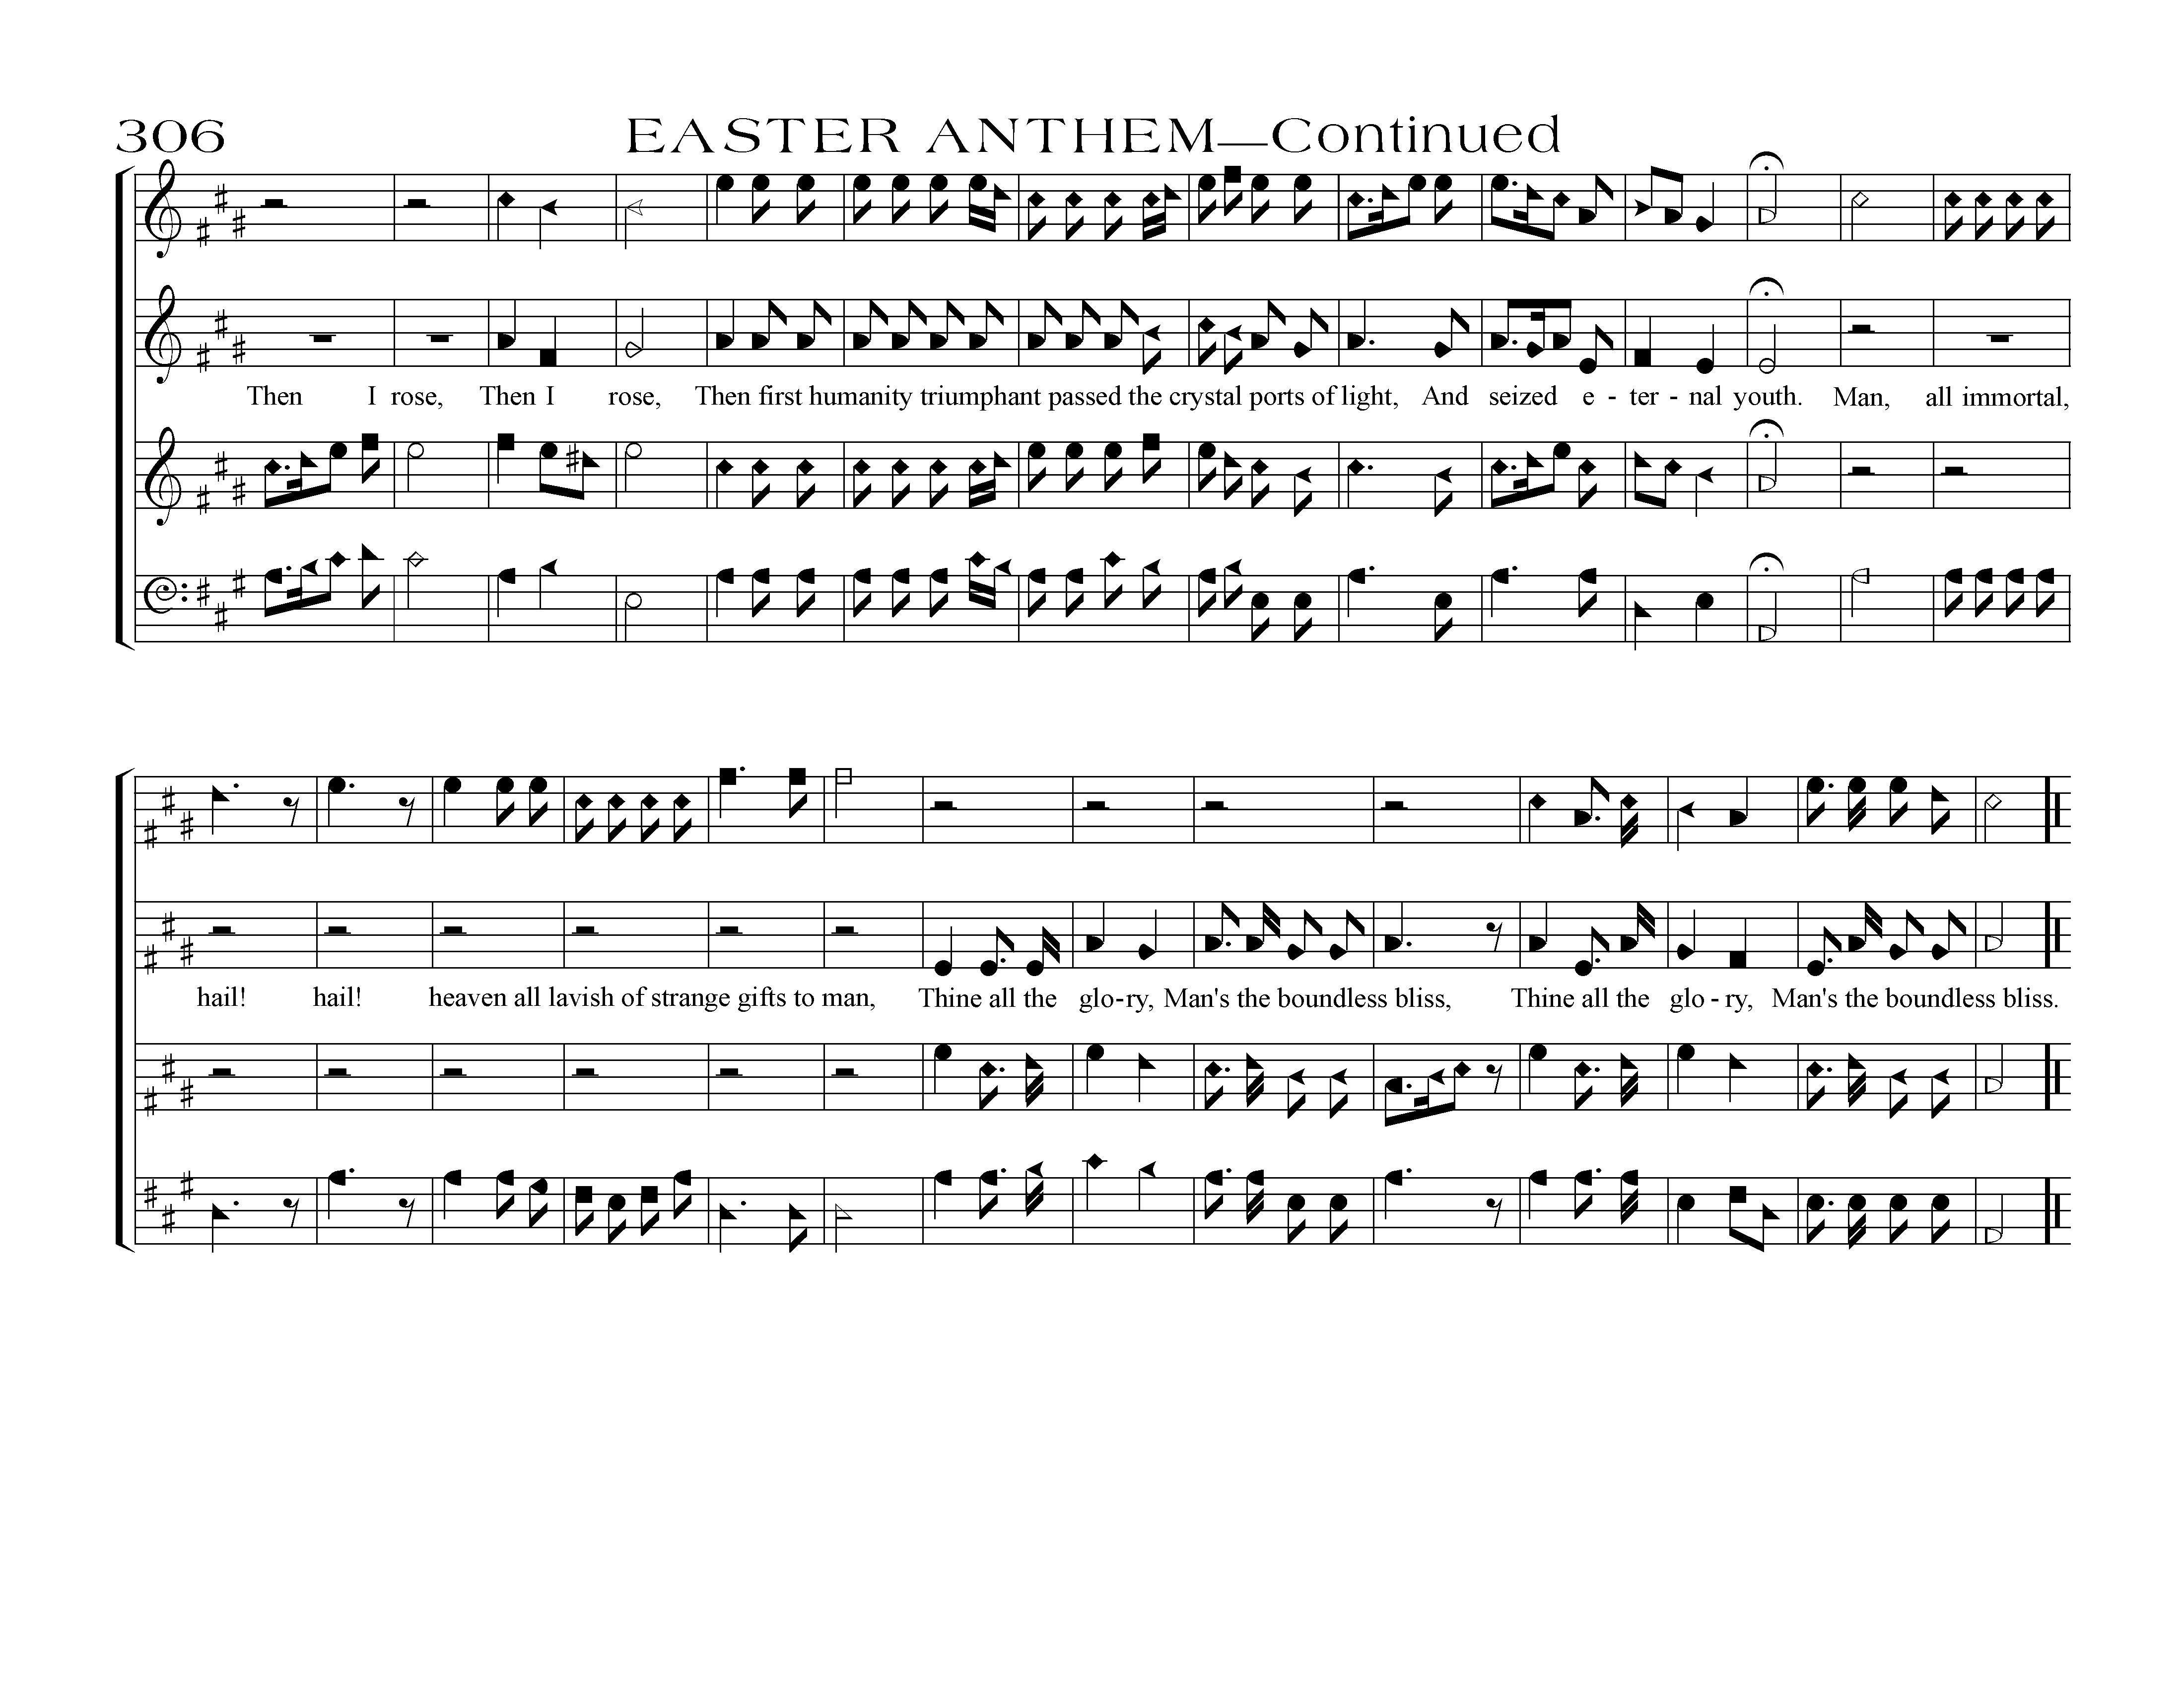 306 EASTER ANTHEM—Continued
Then I rose, Then I rose, Then first humanity triumphant passed the crystal ports of light, And seized e - ter - nal youth. Man, all immortal,
hail! hail! heaven all lavish of strange gifts to man, Thine all the glo - ry, Man's the boundless bliss, Thine all the glo - ry, Man's the boundless bliss.